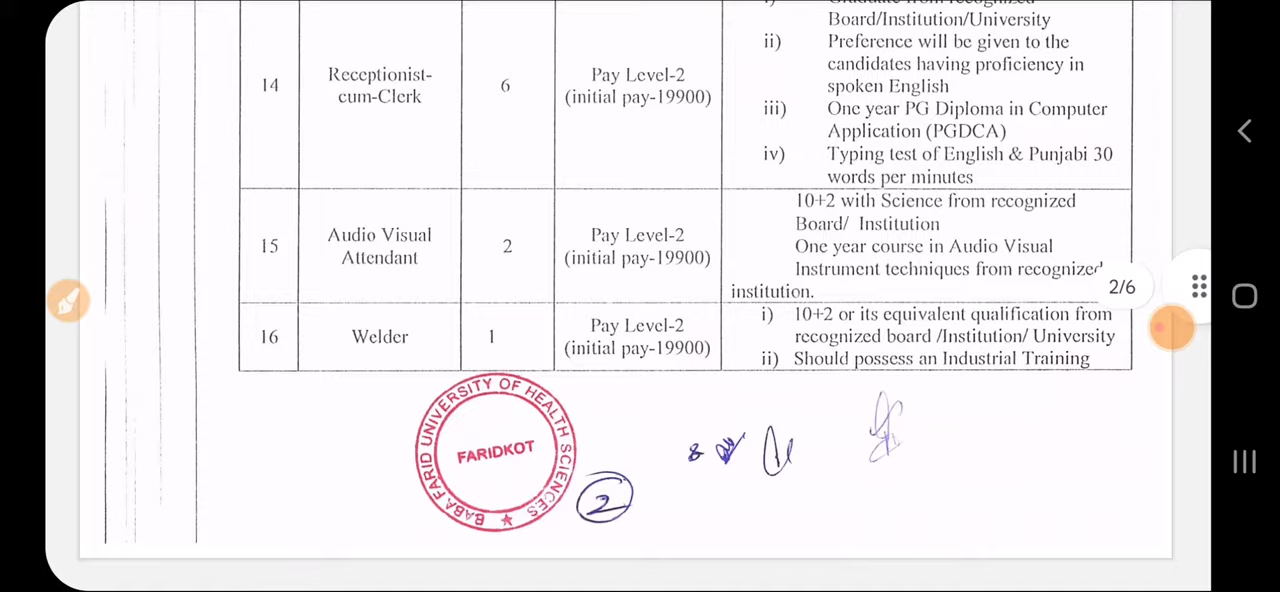 i) Graduate from recognized
Board/Institution/University
ii) Preference will be given to the
candidates having proficiency in
spoken English
iii) One year PG Diploma in Computer
Application (PGDCA)
iv) Typing test of English & Punjabi 30
words per minutes
14
Receptionist-
cum-Clerk
6
Pay Level-2
(initial pay-19900)
15
Audio Visual
Attendant
2
Pay Level-2
(initial pay-19900)
10+2 with Science from recognized
Board/ Institution
One year course in Audio Visual
Instrument techniques from recognized
institution.
2/6
16
Welder
1
Pay Level-2
(initial pay-19900)
i) 10+2 or its equivalent qualification from
recognized board /Institution/ University
ii) Should possess an Industrial Training
BABA FARID UNIVERSITY OF HEALTH SCIENCES
FARIDKOT
2